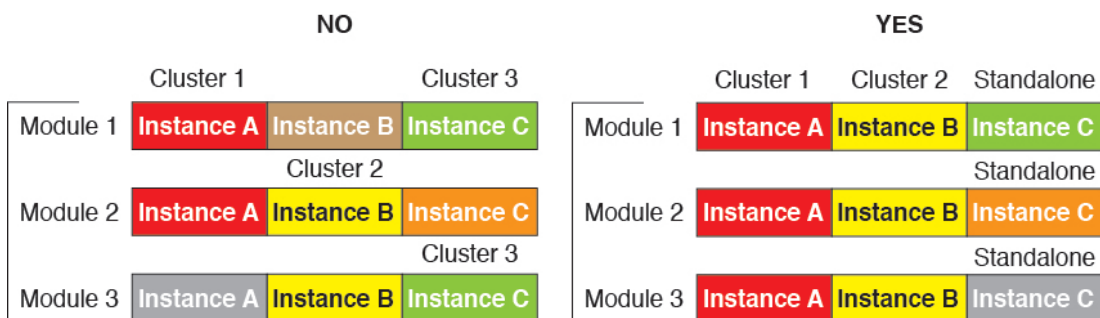 NO
YES
Cluster 1 Cluster 3
Cluster 1 Cluster 2 Standalone
Module 1 Instance A Instance B Instance C
Module 1 Instance A Instance B Instance C
Cluster 2
Standalone
Module 2 Instance A Instance B Instance C
Module 2 Instance A Instance B Instance C
Cluster 3
Standalone
Module 3 Instance A Instance B Instance C
Module 3 Instance A Instance B Instance C